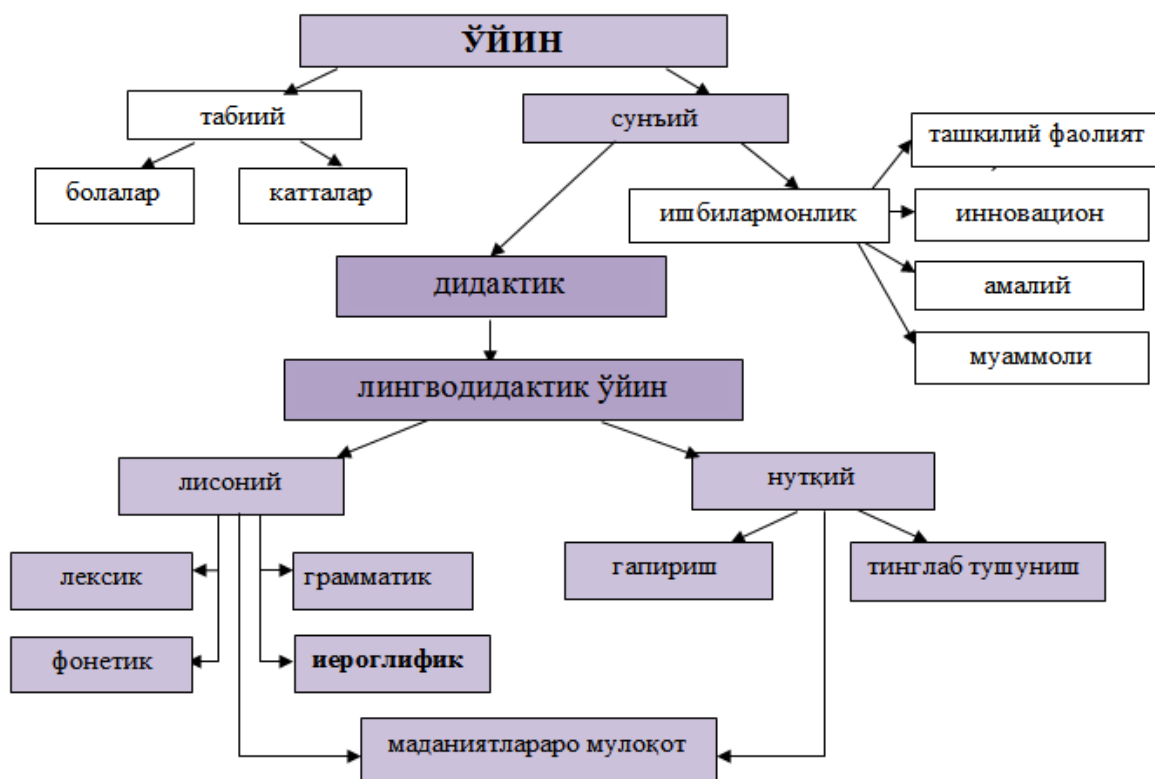 ЎЙИН
табиий
сунъий
ташкилий фаолият
болалар
катталар
ишбилармонлик
инновацион
дидактик
амалий
муаммоли
лингводидактик ўйин
лисоний
нутқий
лексик
грамматик
гапириш
тинглаб тушуниш
фонетик
иероглифик
маданиятлараро мулоқот